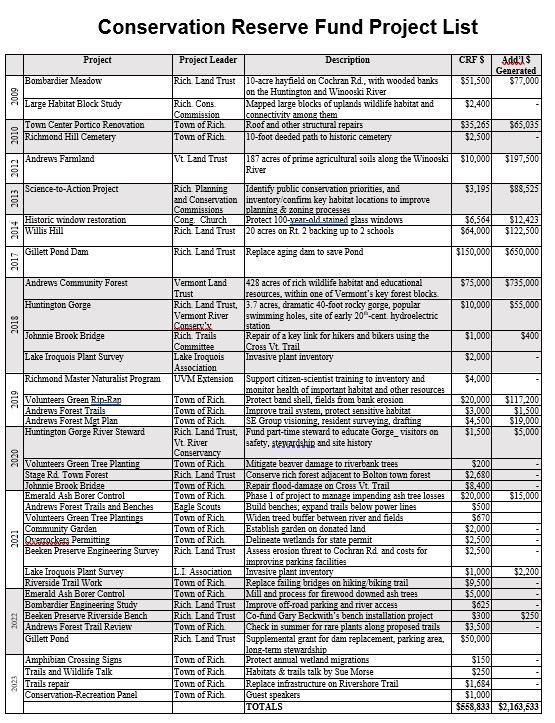 Conservation Reserve Fund Project List
Project Project Leader Description CRF $ Add'l $
Generated
2009
Bombardier Meadow Rich. Land Trust 10-acre hayfield on Cochran Rd., with wooded banks $51,500 $77,000
on the Huntington and Winooski River
Large Habitat Block Study Rich. Cons. Mapped large blocks of uplands wildlife habitat and $2,400 -
Commission connectivity among them
2010
Town Center Portico Renovation Town of Rich. Roof and other structural repairs $35,265 $65,035
Richmond Hill Cemetery Town of Rich. 10-foot deeded path to historic cemetery $2,500 -
2012
Andrews Farmland Vt. Land Trust 187 acres of prime agricultural soils along the Winooski $10,000 $197,500
River
2013
Science-to-Action Project Rich. Planning Identify public conservation priorities, and $3,195 $88,525
and Conservation inventory/confirm key habitat locations to improve
Commissions planning & zoning processes
2014
Historic window restoration Cong. Church Protect 100-year-old stained glass windows $6,564 $12,423
Willis Hill Rich. Land Trust 20 acres on Rt. 2 backing up to 2 schools $64,000 $122,500
2017
Gillett Pond Dam Rich. Land Trust Replace aging dam to save Pond $150,000 $650,000
2018
Andrews Community Forest Vermont Land 428 acres of rich wildlife habitat and educational $75,000 $735,000
Trust resources, within one of Vermont's key forest blocks.
Huntington Gorge Rich. Land Trust, 3.7 acres, dramatic 40-foot rocky gorge, popular $10,000 $55,000
Vermont River swimming holes, site of early 20th-cent. hydroelectric
Conserv'y station
Johnnie Brook Bridge Rich. Trails Repair of a key link for hikers and bikers using the $1,000 $400
Committee Cross Vt. Trail
Lake Iroquois Plant Survey Lake Iroquois Invasive plant inventory $2,000 -
Association
2019
Richmond Master Naturalist Program UVM Extension Support citizen-scientist training to inventory and $4,000 -
monitor health of important habitat and other resources
Volunteers Green Rip-Rap Town of Rich. Protect band shell, fields from bank erosion $20,000 $117,200
Andrews Forest Trails Town of Rich. Improve trail system, protect sensitive habitat $3,000 $1,500
Andrews Forest Mgt Plan Town of Rich. SE Group visioning, resident surveying, drafting $4,500 $19,000
2020
Huntington Gorge River Steward Rich. Land Trust, Fund part-time steward to educate Gorge_ visitors on $1,500 $5,000
Vt. River safety, stewardship and site history
Conservancy
Volunteers Green Tree Planting Town of Rich. Mitigate beaver damage to riverbank trees $200 -
Stage Rd. Town Forest Rich. Land Trust Conserve rich forest adjacent to Bolton town forest $2,680 -
Johnie Brook Bridge Town of Rich. Repair flood-damage on Cross Vt. Trail $8,400 -
2021
Emerald Ash Borer Control Town of Rich. Phase 1 of project to manage impending ash tree losses $20,000 $15,000
Andrews Forest Trails and Benches Eagle Scouts Build benches; expand trails below power lines $500 -
Volunteers Green Tree Plantings Town of Rich. Widen treed buffer between river and fields $670 -
Community Garden Town of Rich. Establish garden on donated land $2,000 -
Overrockers Permitting Town of Rich. Delineate wetlands for state permit $2,500 -
Beeken Preserve Engineering Survey Rich. Land Trust Assess erosion threat to Cochran Rd. and costs for $2,500 -
improving parking facilities
Lake Iroquois Plant Survey L.I. Association Invasive plant inventory $1,000 $2,200
Riverside Trail Work Town of Rich. Replace failing bridges on hiking/biking trail $9,500 -
2022
Emerald Ash Borer Control Town of Rich. Mill and process for firewood downed ash trees $5,000 -
Bombardier Engineering Study Rich. Land Trust Improve off-road parking and river access $625 -
Beeken Preserve Riverside Bench Rich. Land Trust Co-fund Gary Beckwith's bench installation project $300 $250
Andrews Forest Trail Review Town of Rich. Check in summer for rare plants along proposed trails $3,500 -
Gillett Pond Rich. Land Trust Supplemental grant for dam replacement, parking area, $50,000
long-term stewardship
2023
Amphibian Crossing Signs Town of Rich. Protect annual wetland migrations $150 -
Trails and Wildlife Talk Town of Rich. Habitats & trails talk by Sue Morse $250 -
Trails repair Town of Rich. Replace infrastructure on Rivershore Trail $1,684 -
Conservation-Recreation Panel Town of Rich. Guest speakers $1,000
TOTALS $558,833 $2,163,533